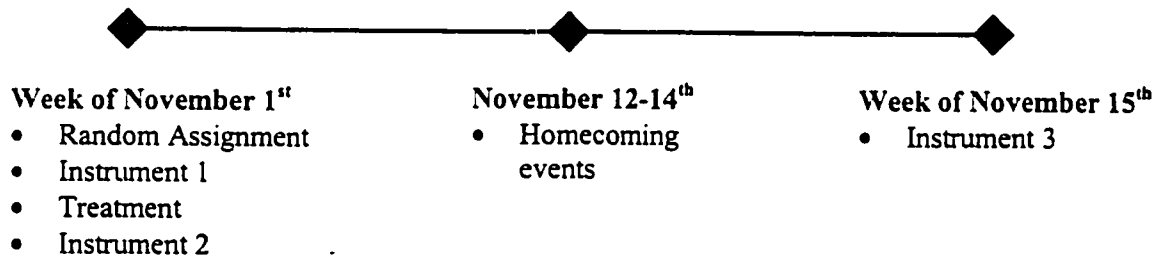 Week of November 1st
• Random Assignment
• Instrument 1
• Treatment
• Instrument 2
November 12-14th
• Homecoming
events
Week of November 15th
• Instrument 3